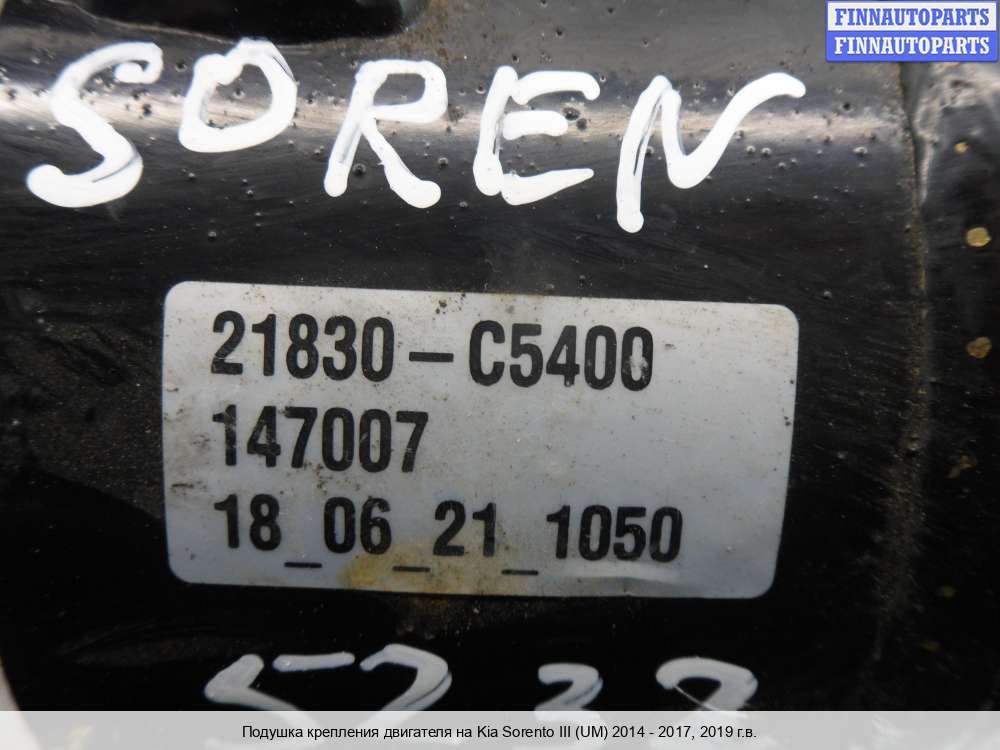 FINNAUTOPARTS
FINNAUTOPARTS
SOREN
21830-C5400
147007
18_06_21_1050
Подушка крепления двигателя на Kia Sorento III (UM) 2014 - 2017, 2019 г.в.